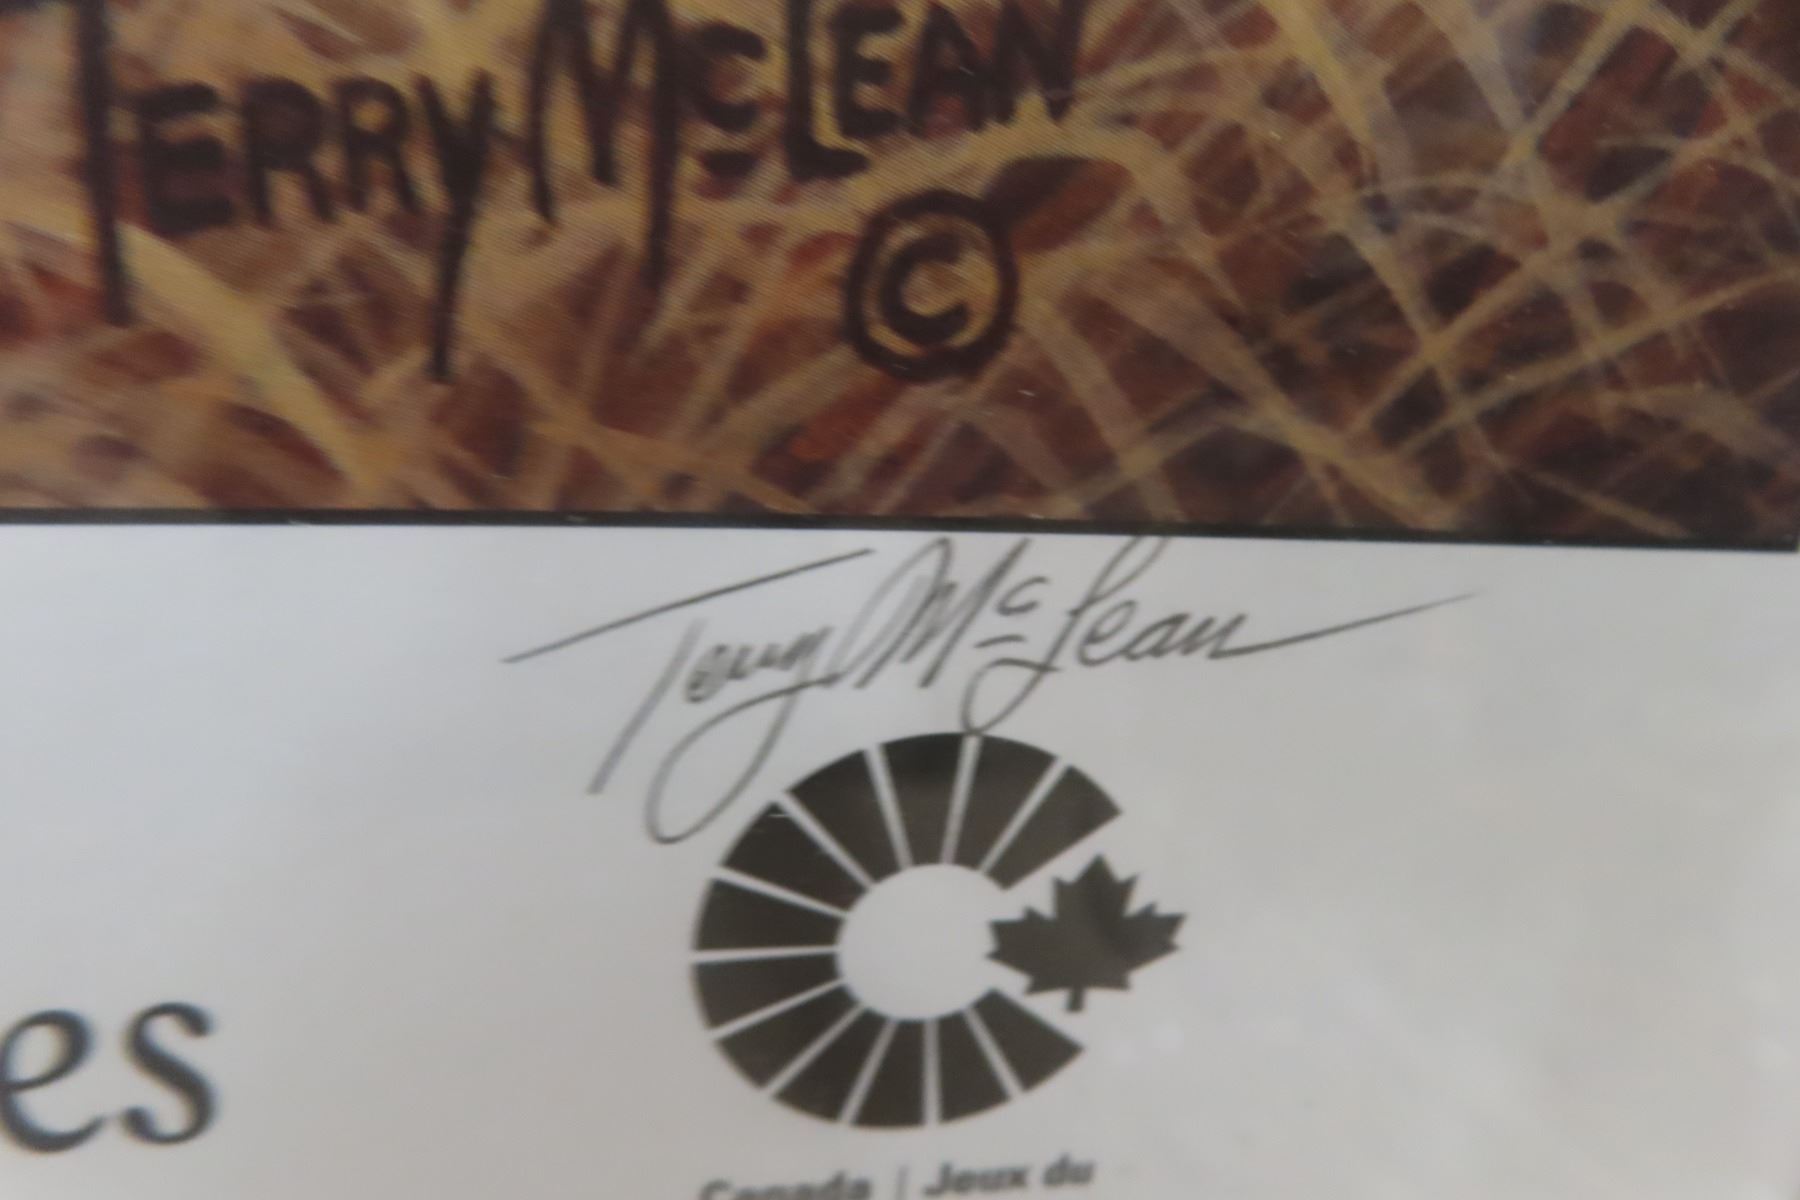 TERRY McLEAN
©
Terry McLean
es
Canada | Jeux du